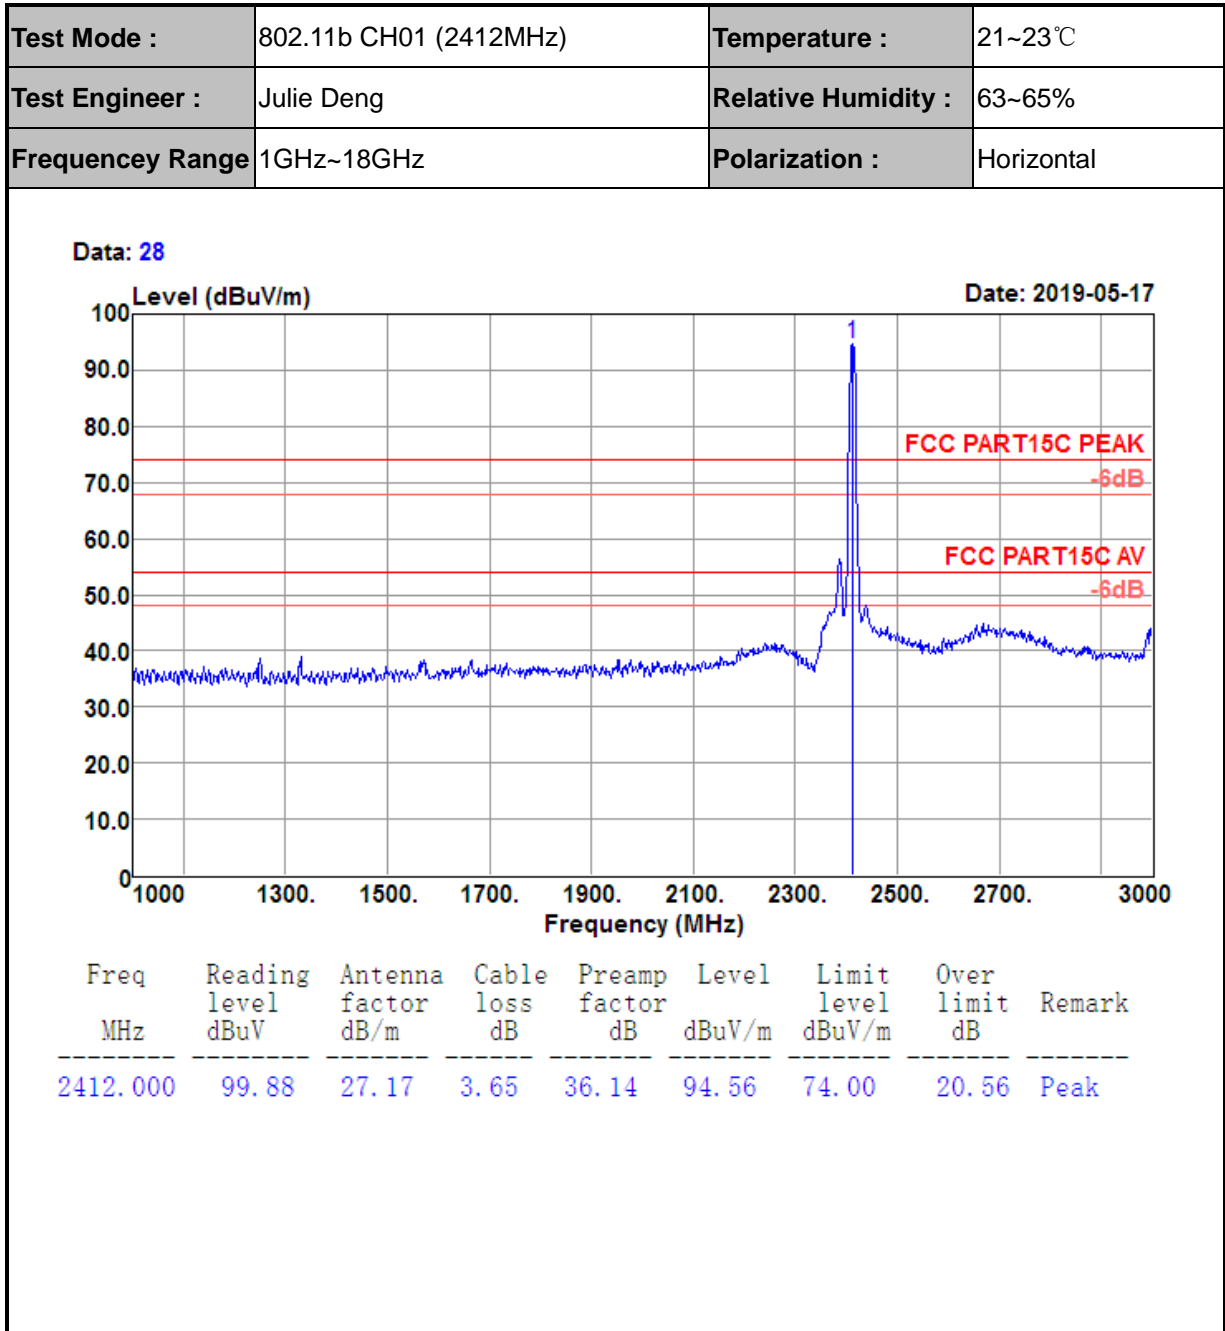 Test Mode : 802.11b CH01 (2412MHz) Temperature : 21~23℃
Test Engineer : Julie Deng Relative Humidity : 63~65%
Frequencey Range 1GHz~18GHz Polarization : Horizontal
Data: 28
Level (dBuV/m) Date: 2019-05-17
100
1
90.0
80.0
FCC PART15C PEAK
70.0
-6dB
60.0
FCC PART15C AV
50.0
-6dB
40.0
30.0
20.0
10.0
0
1000 1300. 1500. 1700. 1900. 2100. 2300. 2500. 2700. 3000
Frequency (MHz)
Freq Reading Antenna Cable Preamp Level Limit Over
level factor loss factor level limit Remark
MHz dBuV dB/m dB dB dBuV/m dBuV/m dB
-------- -------- ------- ------ ------- ------- ------- ------- -------
2412.000 99.88 27.17 3.65 36.14 94.56 74.00 20.56 Peak